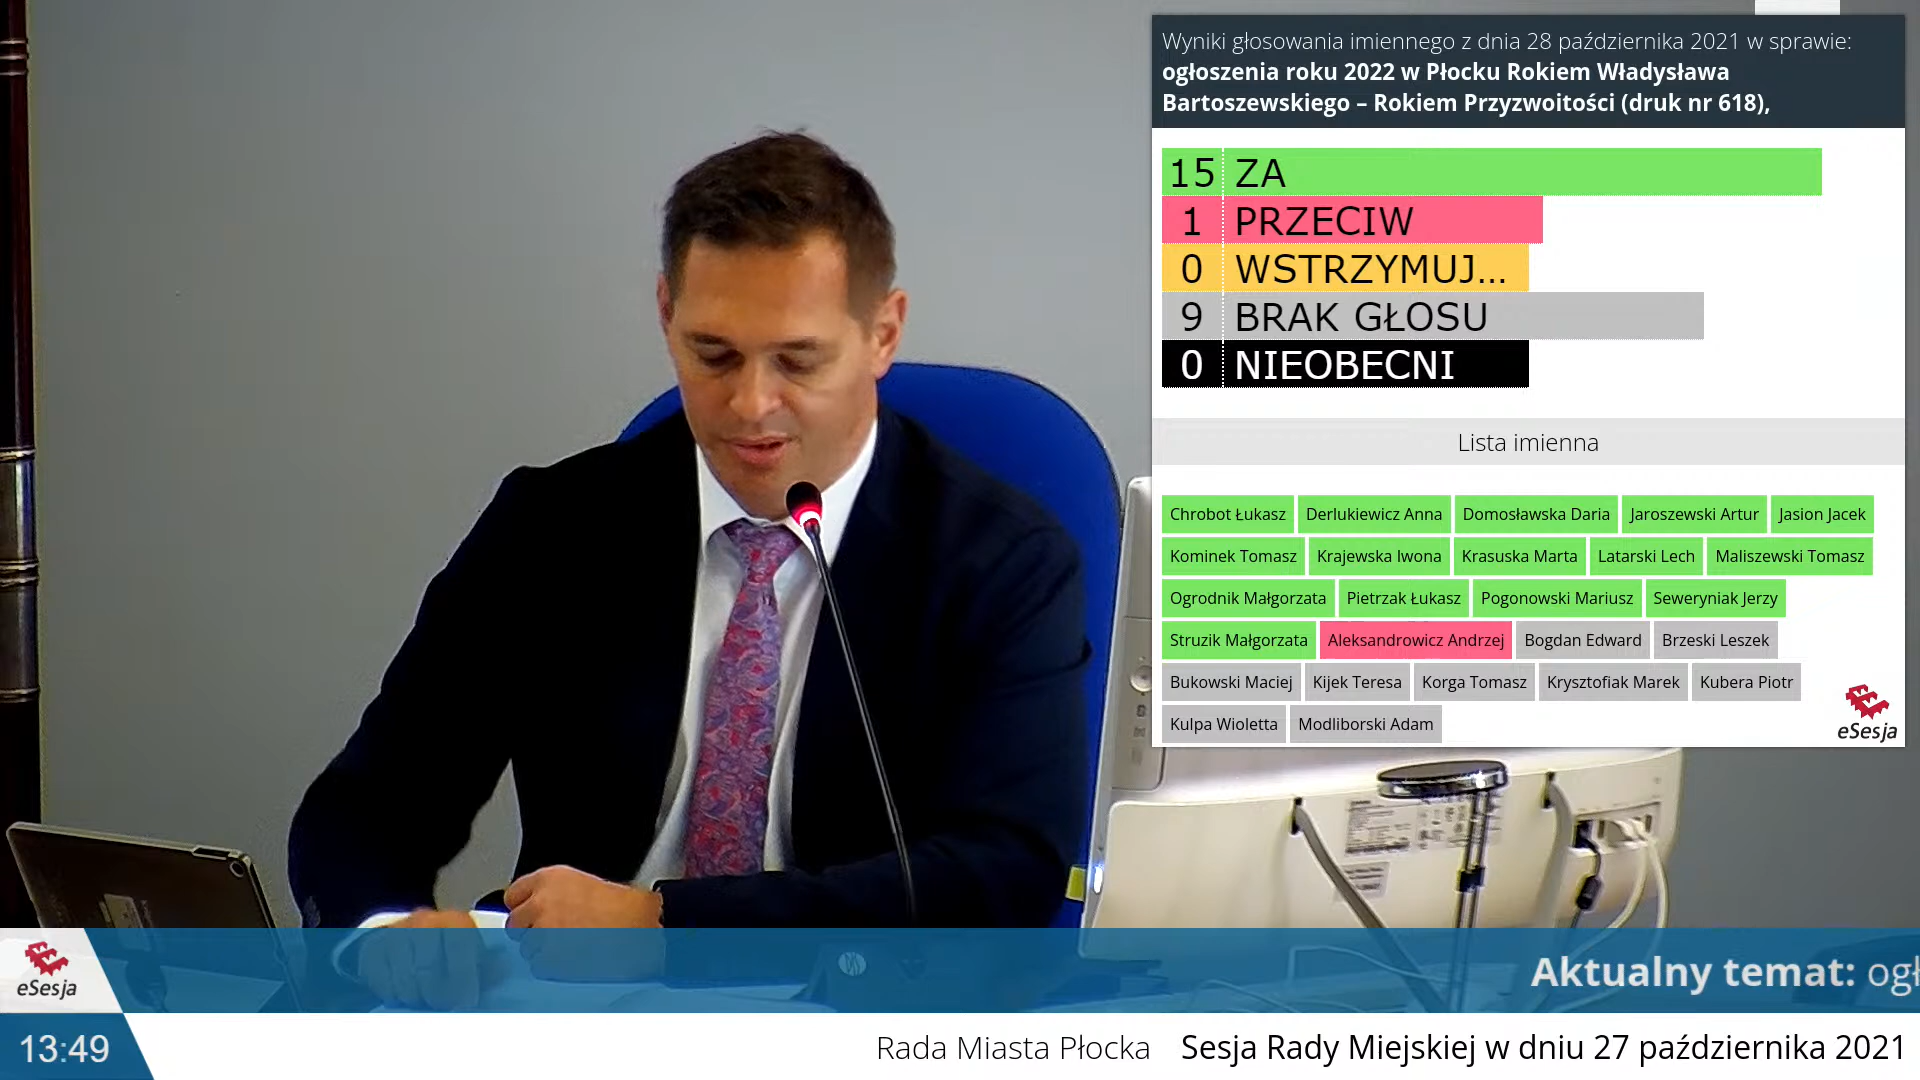 Wyniki głosowania imiennego z dnia 28 października 2021 w sprawie:
ogłoszenia roku 2022 w Płocku Rokiem Władysława
Bartoszewskiego – Rokiem Przyzwoitości (druk nr 618),
15 ZA
1 PRZECIW
0 WSTRZYMUJ...
9 BRAK GŁOSU
0 NIEOBECNI
Lista imienna
Chrobot Łukasz Derlukiewicz Anna Domosławska Daria Jaroszewski Artur Jasion Jacek
Kominek Tomasz Krajewska Iwona Krasuska Marta Latarski Lech Maliszewski Tomasz
Ogrodnik Małgorzata Pietrzak Łukasz Pogonowski Mariusz Seweryniak Jerzy
Struzik Małgorzata Aleksandrowicz Andrzej Bogdan Edward Brzeski Leszek
Bukowski Maciej Kijek Teresa Korga Tomasz Krysztofiak Marek Kubera Piotr
Kulpa Wioletta Modliborski Adam
eSesja
eSesja
Aktualny temat: ogł
13:49
Rada Miasta Płocka Sesja Rady Miejskiej w dniu 27 października 2021